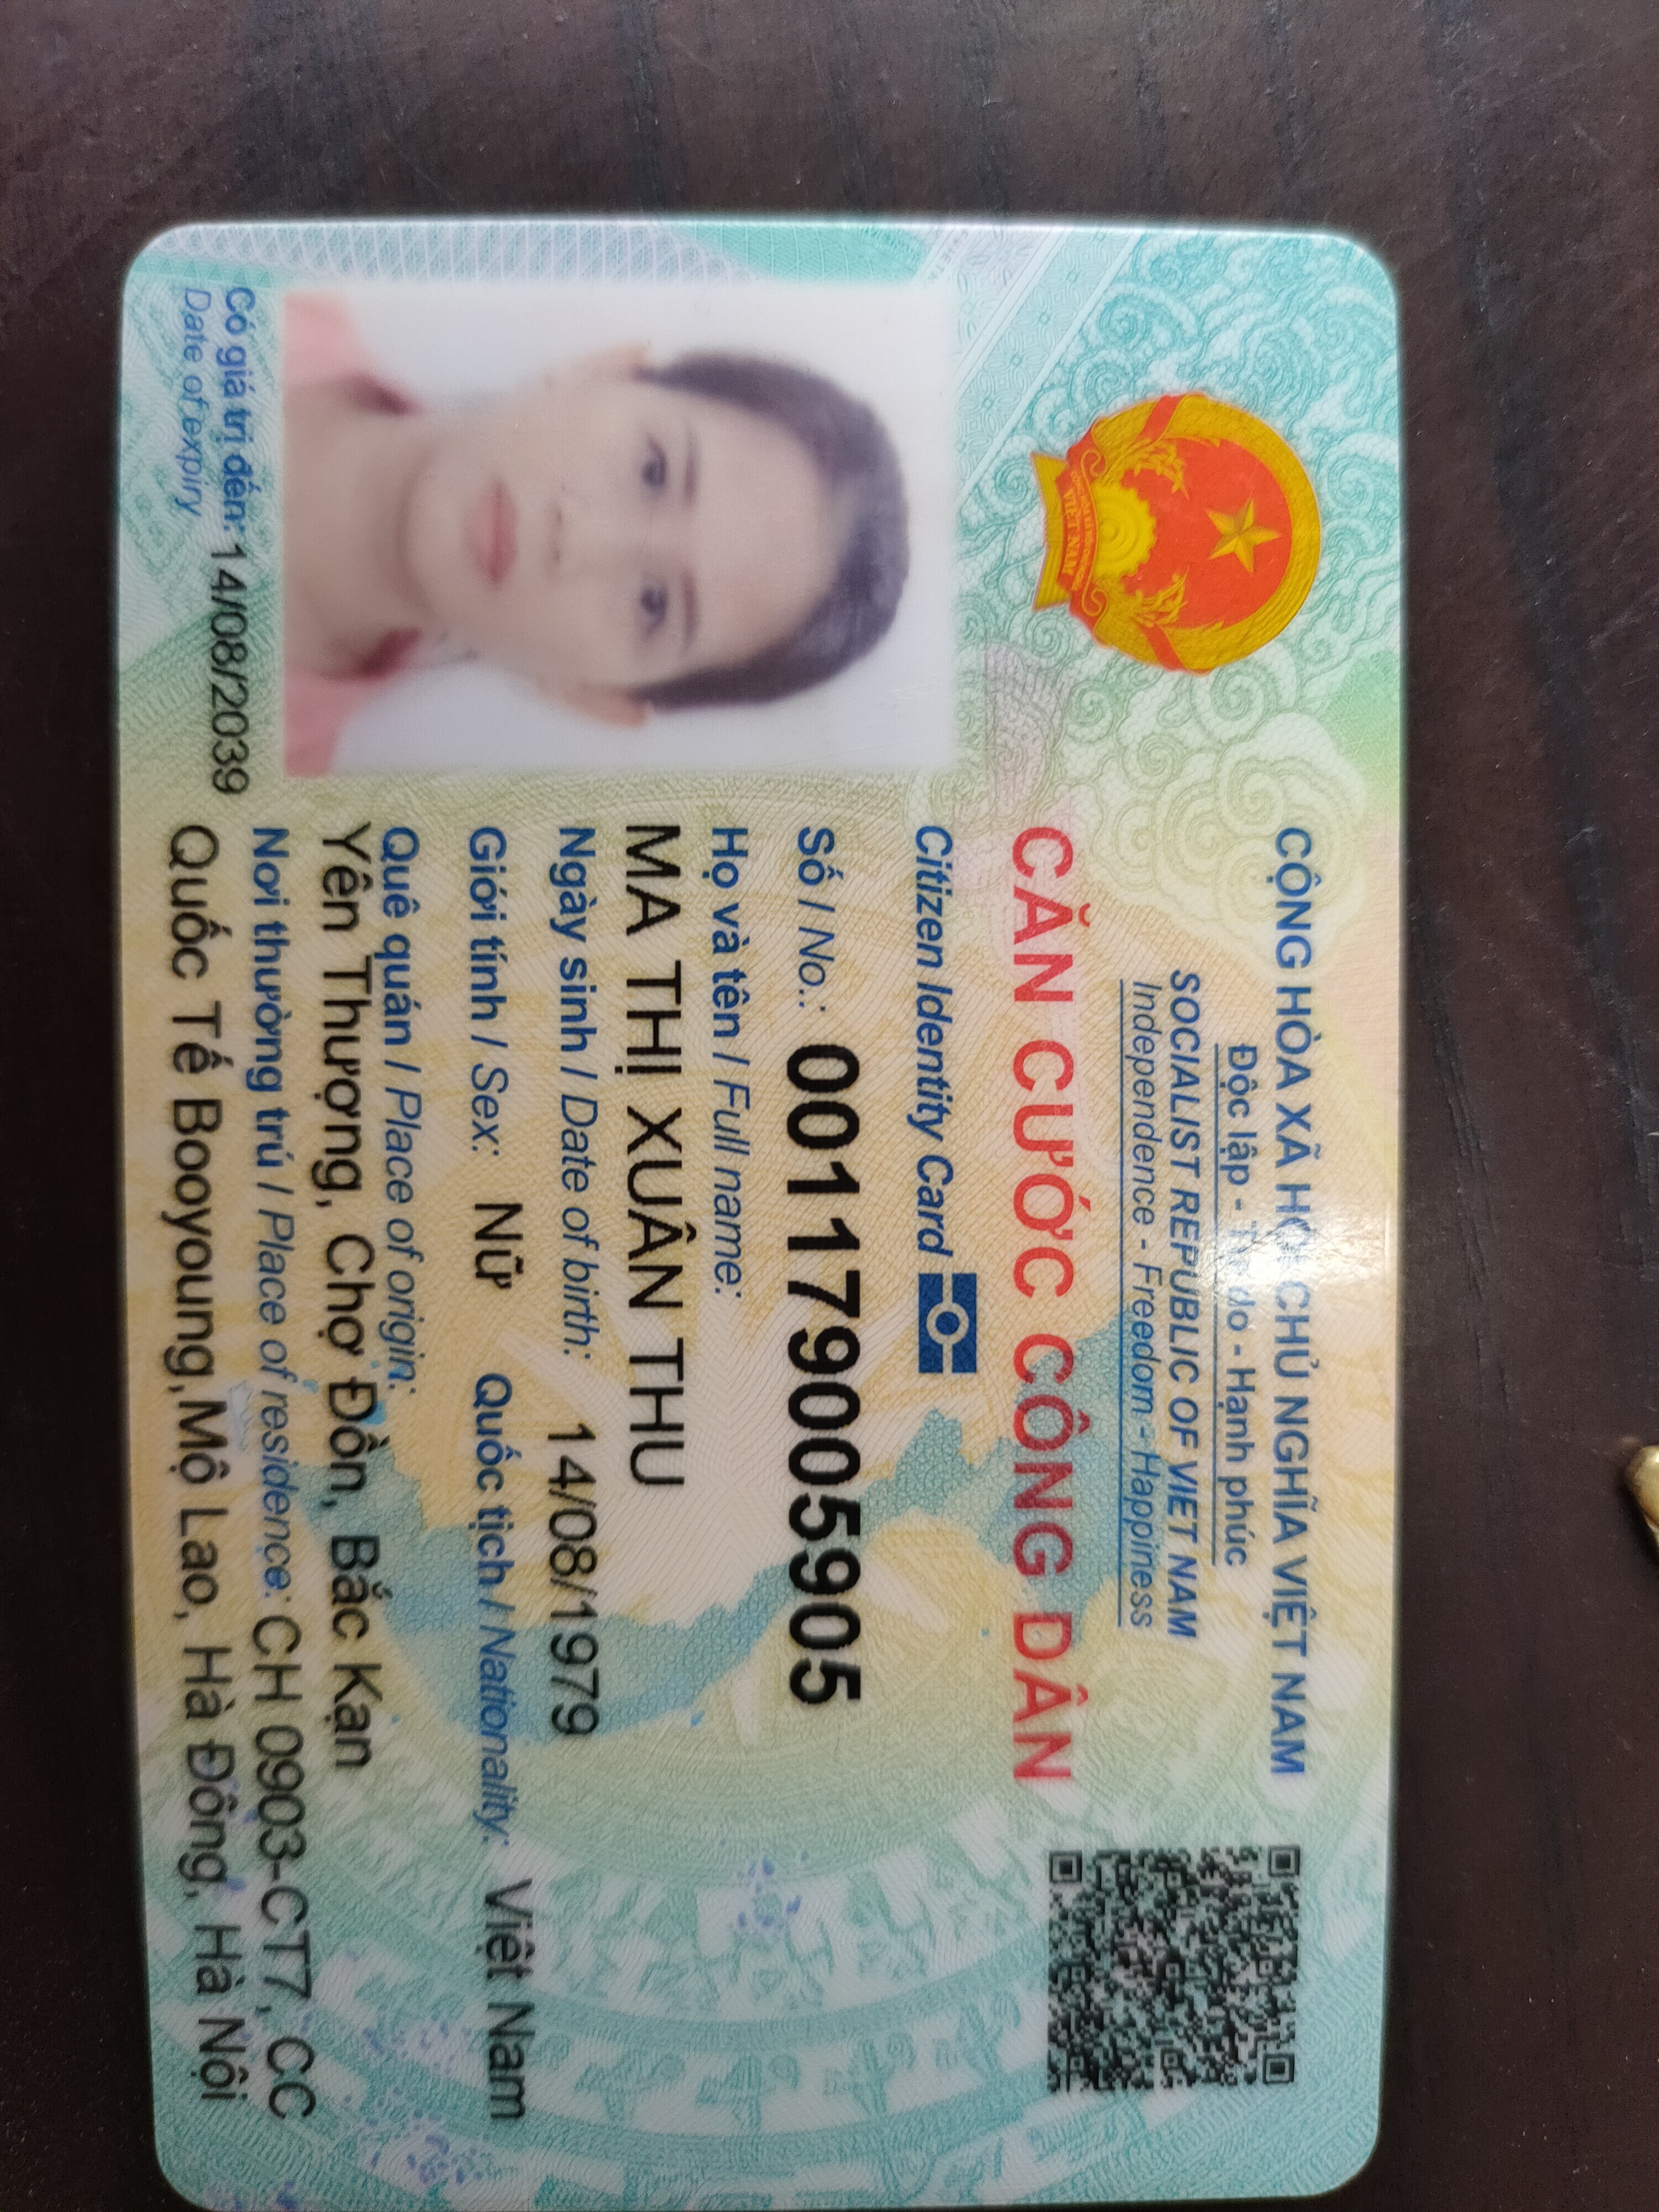 CỘNG HÒA XÃ HỘI CHỦ NGHĨA VIỆT NAM
Độc lập - Tự do - Hạnh phúc
SOCIALIST REPUBLIC OF VIET NAM
Independence - Freedom - Happiness
CĂN CƯỚC CÔNG DÂN
Citizen Identity Card
Số / No.: 001179005905
Họ và tên / Full name:
MA THỊ XUÂN THU
Ngày sinh / Date of birth: 14/08/1979
Giới tính / Sex: Nữ Quốc tịch / Nationality: Việt Nam
Quê quán / Place of origin:
Yên Thượng, Chợ Đồn, Bắc Kạn
Nơi thường trú / Place of residence: CH 0903-CT7, CC
Quốc Tế Booyoung,Mộ Lao, Hà Đông, Hà Nội
Có giá trị đến: 14/08/2039
Date of expiry
VIỆT NAM